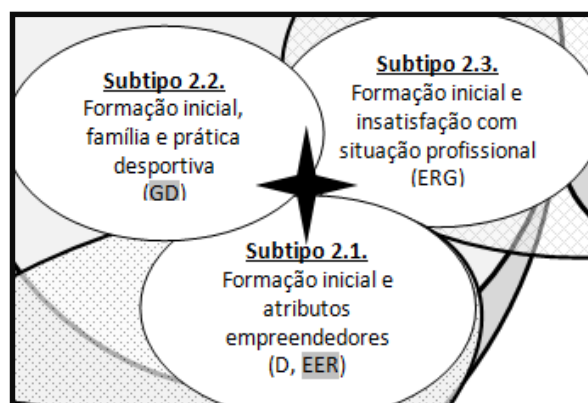 Subtipo 2.2.
Formação inicial,
família e prática
desportiva
(GD)
Subtipo 2.3.
Formação inicial e
insatisfação com
situação profissional
(ERG)
Subtipo 2.1.
Formação inicial e
atributos
empreendedores
(D, EER)